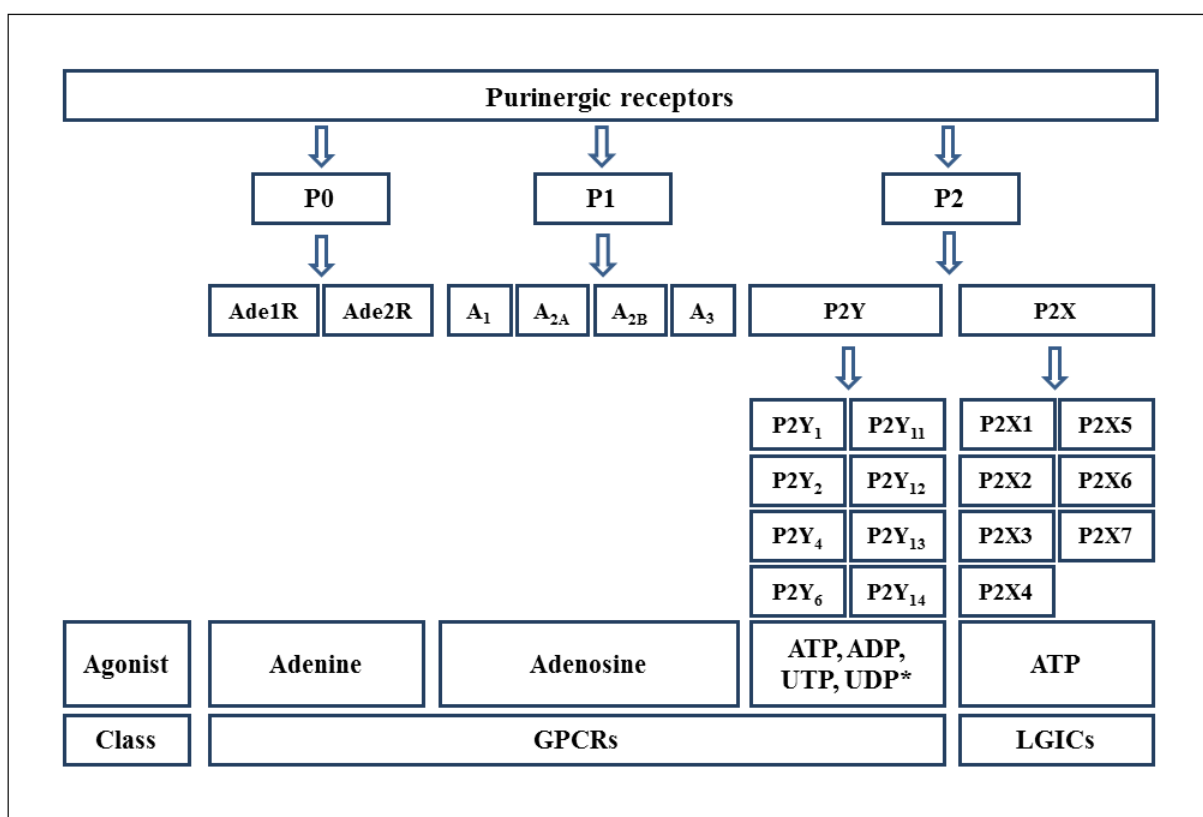 Purinergic receptors
P0 P1 P2
Ade1R Ade2R A₁ A₂A A₂B A₃ P2Y P2X
P2Y₁ P2Y₁₁ P2X1 P2X5
P2Y₂ P2Y₁₂ P2X2 P2X6
P2Y₄ P2Y₁₃ P2X3 P2X7
P2Y₆ P2Y₁₄ P2X4
Agonist Adenine Adenosine ATP, ADP,
UTP, UDP* ATP
Class GPCRs LGICs